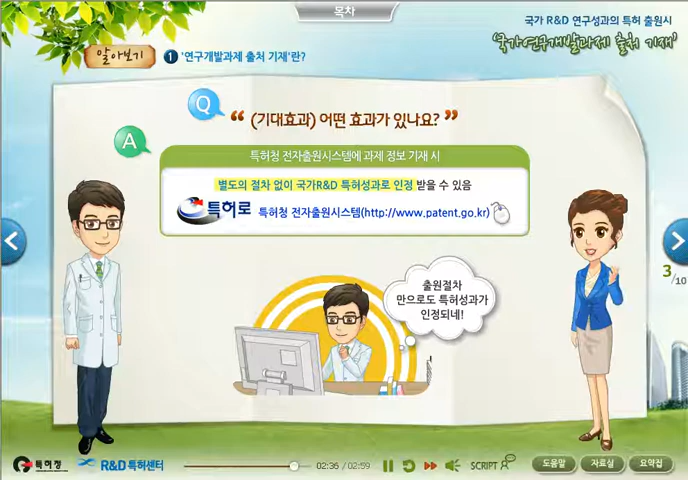 목차
국가 R&D 연구성과의 특허 출원시
'국가연구개발과제 출처 기재'
알아보기
1 '연구개발과제 출처 기재'란?
Q
“ (기대효과) 어떤 효과가 있나요? ”
A
특허청 전자출원시스템에 과제 정보 기재 시
별도의 절차 없이 국가R&D 특허성과로 인정 받을 수 있음
특허로 특허청 전자출원시스템(http://www.patent.go.kr)
3
/10
출원절차
만으로도 특허성과가
인정되네!
특허청
R&D 특허센터
02:36 / 02:59
SCRIPT
도움말
자료실
요약집